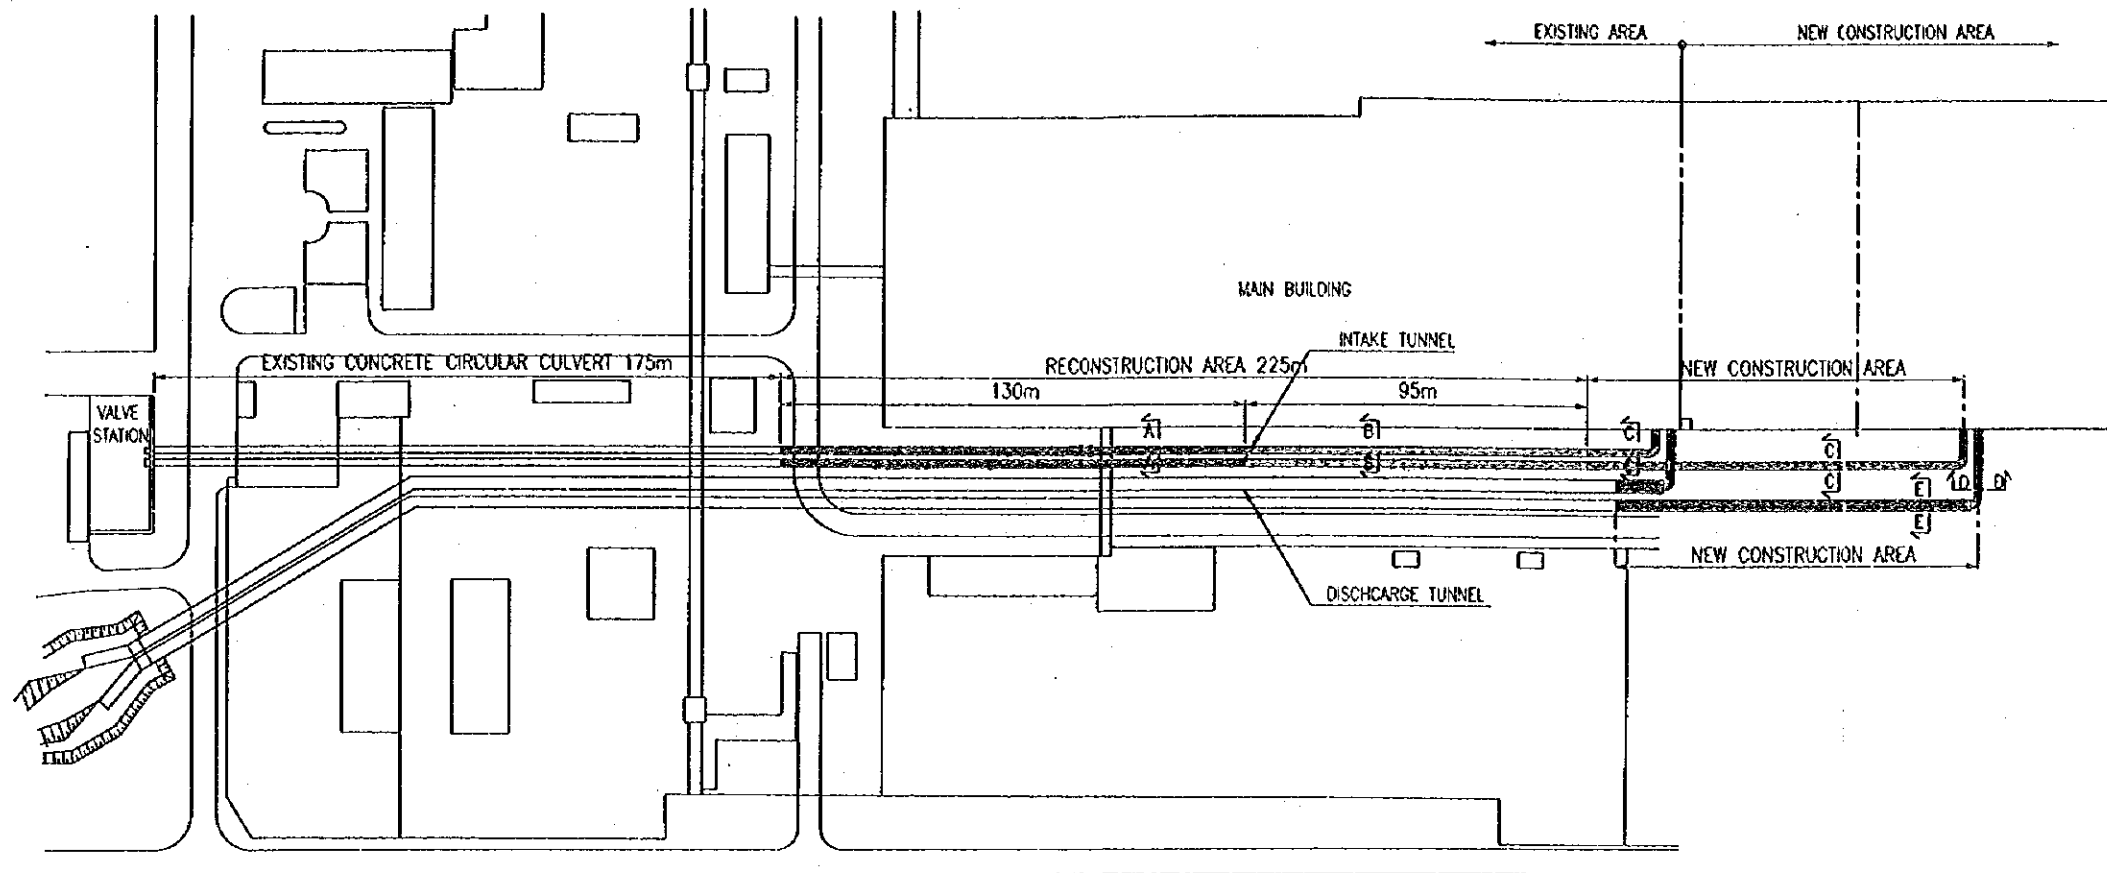 EXISTING AREA
NEW CONSTRUCTION AREA
MAIN BUILDING
INTAKE TUNNEL
EXISTING CONCRETE CIRCULAR CULVERT 175m
RECONSTRUCTION AREA 225m
NEW CONSTRUCTION AREA
130m
95m
VALVE
STATION
A
B
C
C
C
D
D
E
E
NEW CONSTRUCTION AREA
DISCHCARGE TUNNEL